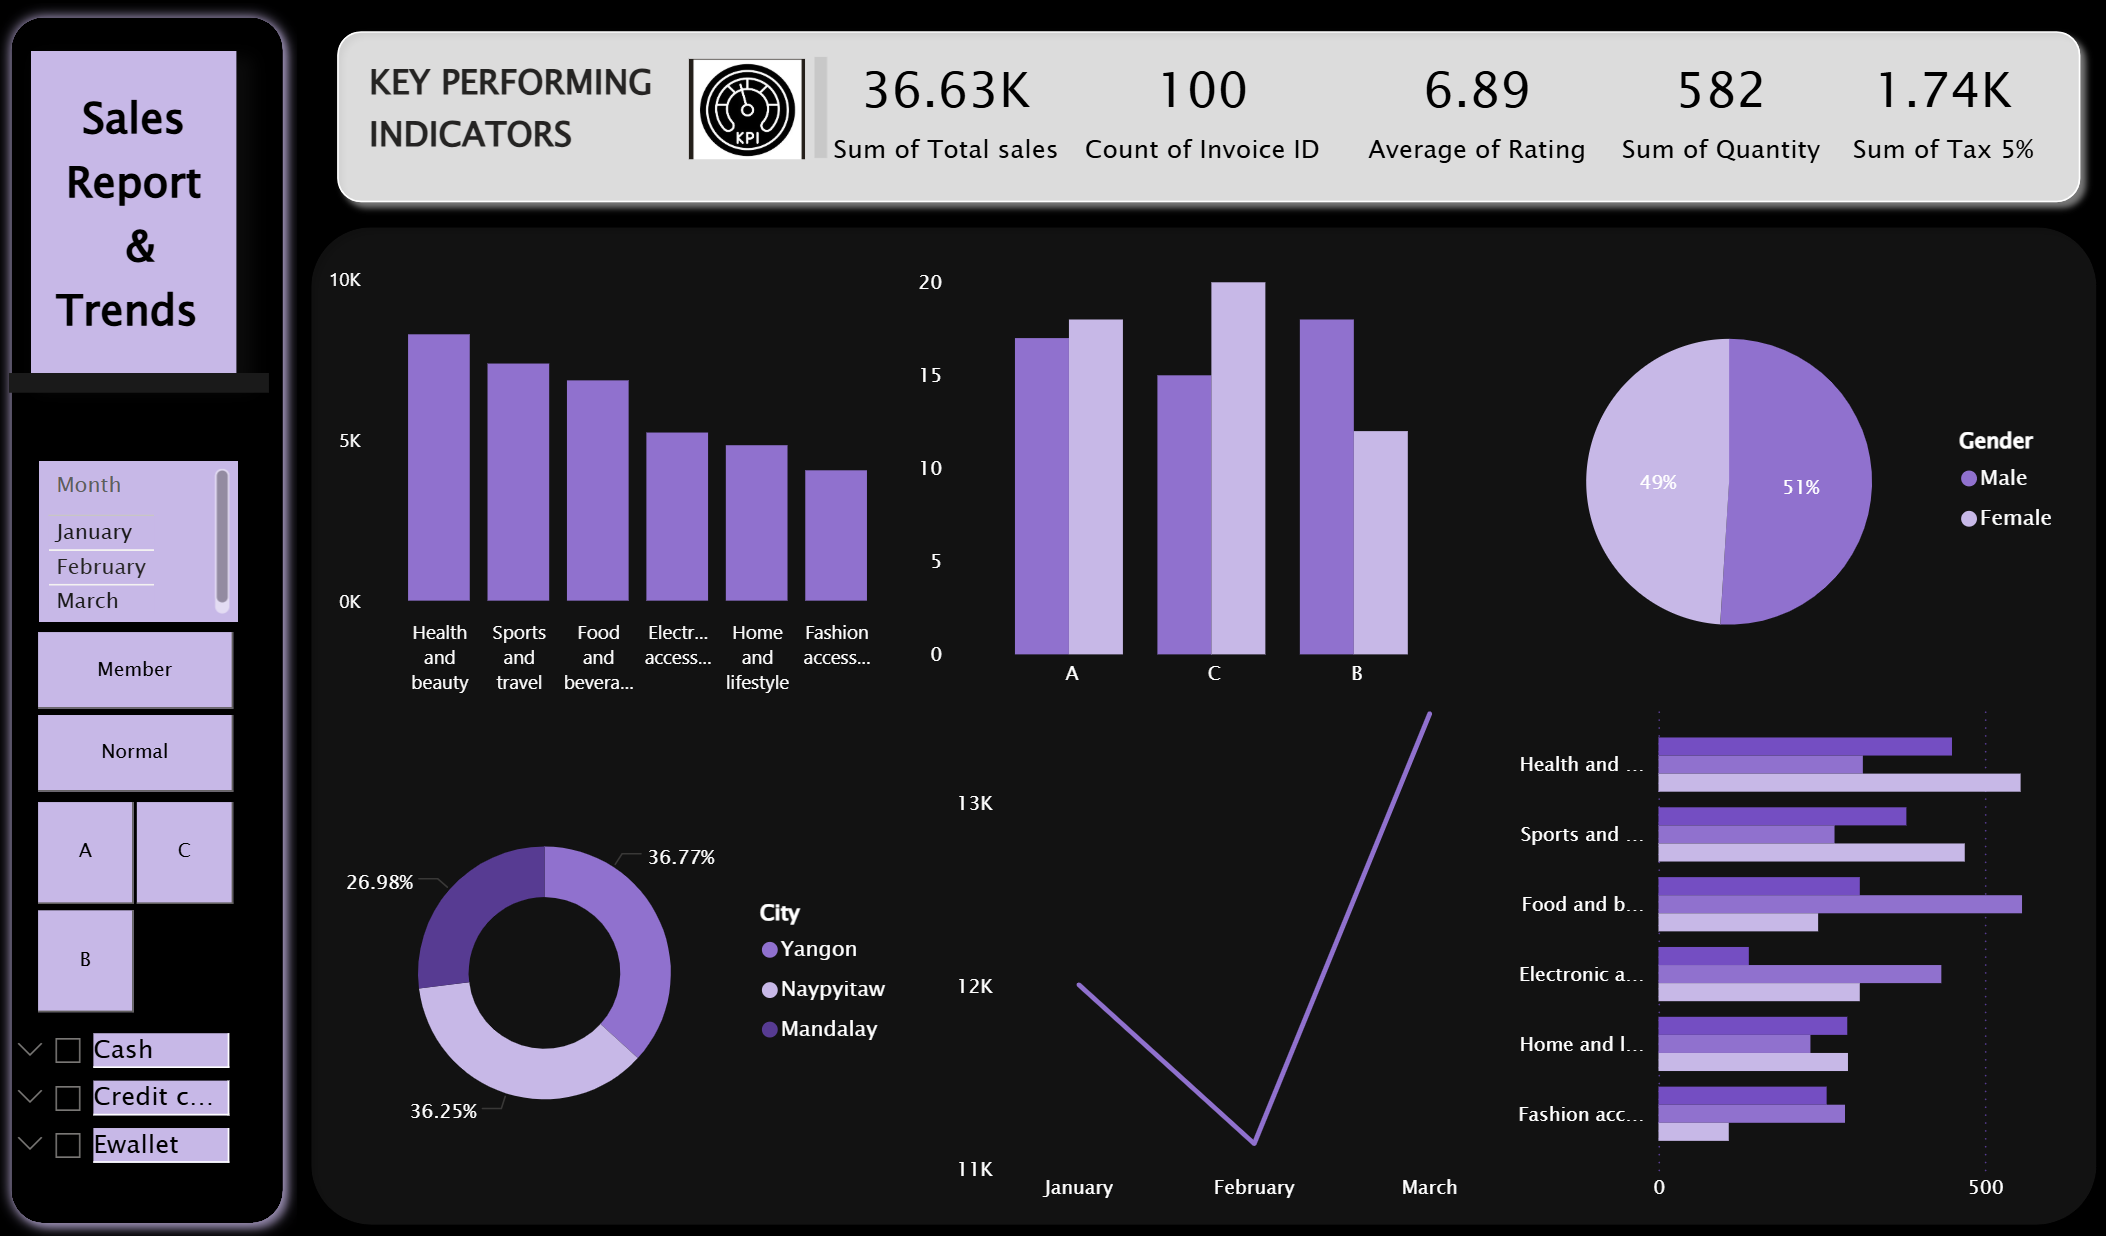 Sales
Report
&
Trends
Month
January
February
March
Member
Normal
A
C
B
Cash
Credit c...
Ewallet
KEY PERFORMING
INDICATORS
KPI
36.63K
Sum of Total sales
100
Count of Invoice ID
6.89
Average of Rating
582
Sum of Quantity
1.74K
Sum of Tax 5%
10K
5K
0K
Health
and
beauty
Sports
and
travel
Food
and
bevera...
Electr...
access...
Home
and
lifestyle
Fashion
access...
20
15
10
5
0
A
C
B
49%
51%
Gender
Male
Female
26.98%
36.77%
36.25%
City
Yangon
Naypyitaw
Mandalay
13K
12K
11K
January
February
March
Health and ...
Sports and ...
Food and b...
Electronic a...
Home and l...
Fashion acc...
0
500